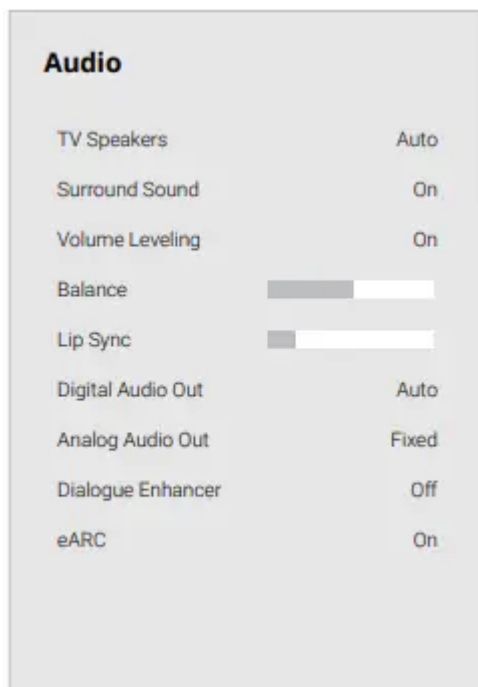 Audio
TV Speakers Auto
Surround Sound On
Volume Leveling On
Balance
Lip Sync
Digital Audio Out Auto
Analog Audio Out Fixed
Dialogue Enhancer Off
eARC On